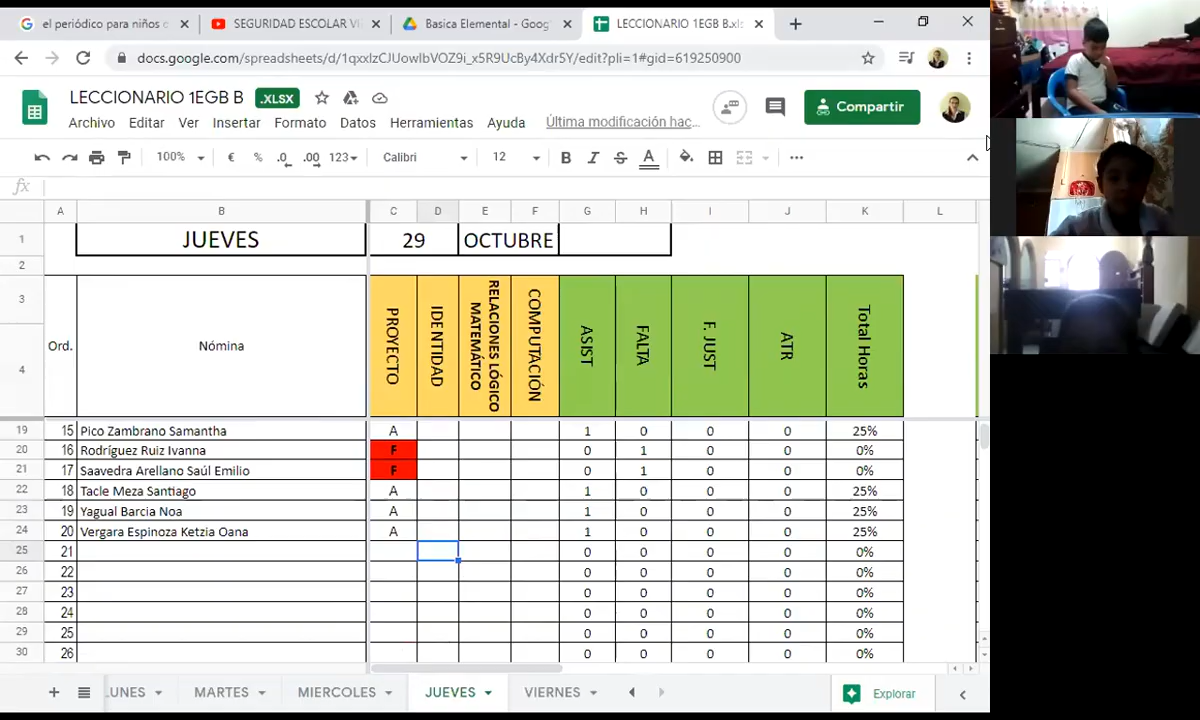 el periódico para niños
SEGURIDAD ESCOLAR VI
Basica Elemental - Goog
LECCIONARIO 1EGB B.xls
docs.google.com/spreadsheets/d/1qxxlzCJUowIbVOZ9i_x5R9UcBy4Xdr5Y/edit?pli=1#gid=619250900
LECCIONARIO 1EGB B .XLSX
Archivo Editar Ver Insertar Formato Datos Herramientas Ayuda Última modificación hac...
Compartir
100% € % .0 .00 123 Calibri 12 B I S A
fx
A B C D E F G H I J K L
1 JUEVES 29 OCTUBRE
2
3 4 Ord. Nómina PROYECTO IDENTIDAD RELACIONES LÓGICO MATEMÁTICO COMPUTACIÓN ASIST FALTA F. JUST ATR Total Horas
19 15 Pico Zambrano Samantha A 1 0 0 0 25%
20 16 Rodríguez Ruiz Ivanna F 0 1 0 0 0%
21 17 Saavedra Arellano Saúl Emilio F 0 1 0 0 0%
22 18 Tacle Meza Santiago A 1 0 0 0 25%
23 19 Yagual Barcia Noa A 1 0 0 0 25%
24 20 Vergara Espinoza Ketzia Oana A 1 0 0 0 25%
25 21 0 0 0 0 0%
26 22 0 0 0 0 0%
27 23 0 0 0 0 0%
28 24 0 0 0 0 0%
29 25 0 0 0 0 0%
30 26 0 0 0 0 0%
LUNES MARTES MIERCOLES JUEVES VIERNES Explorar